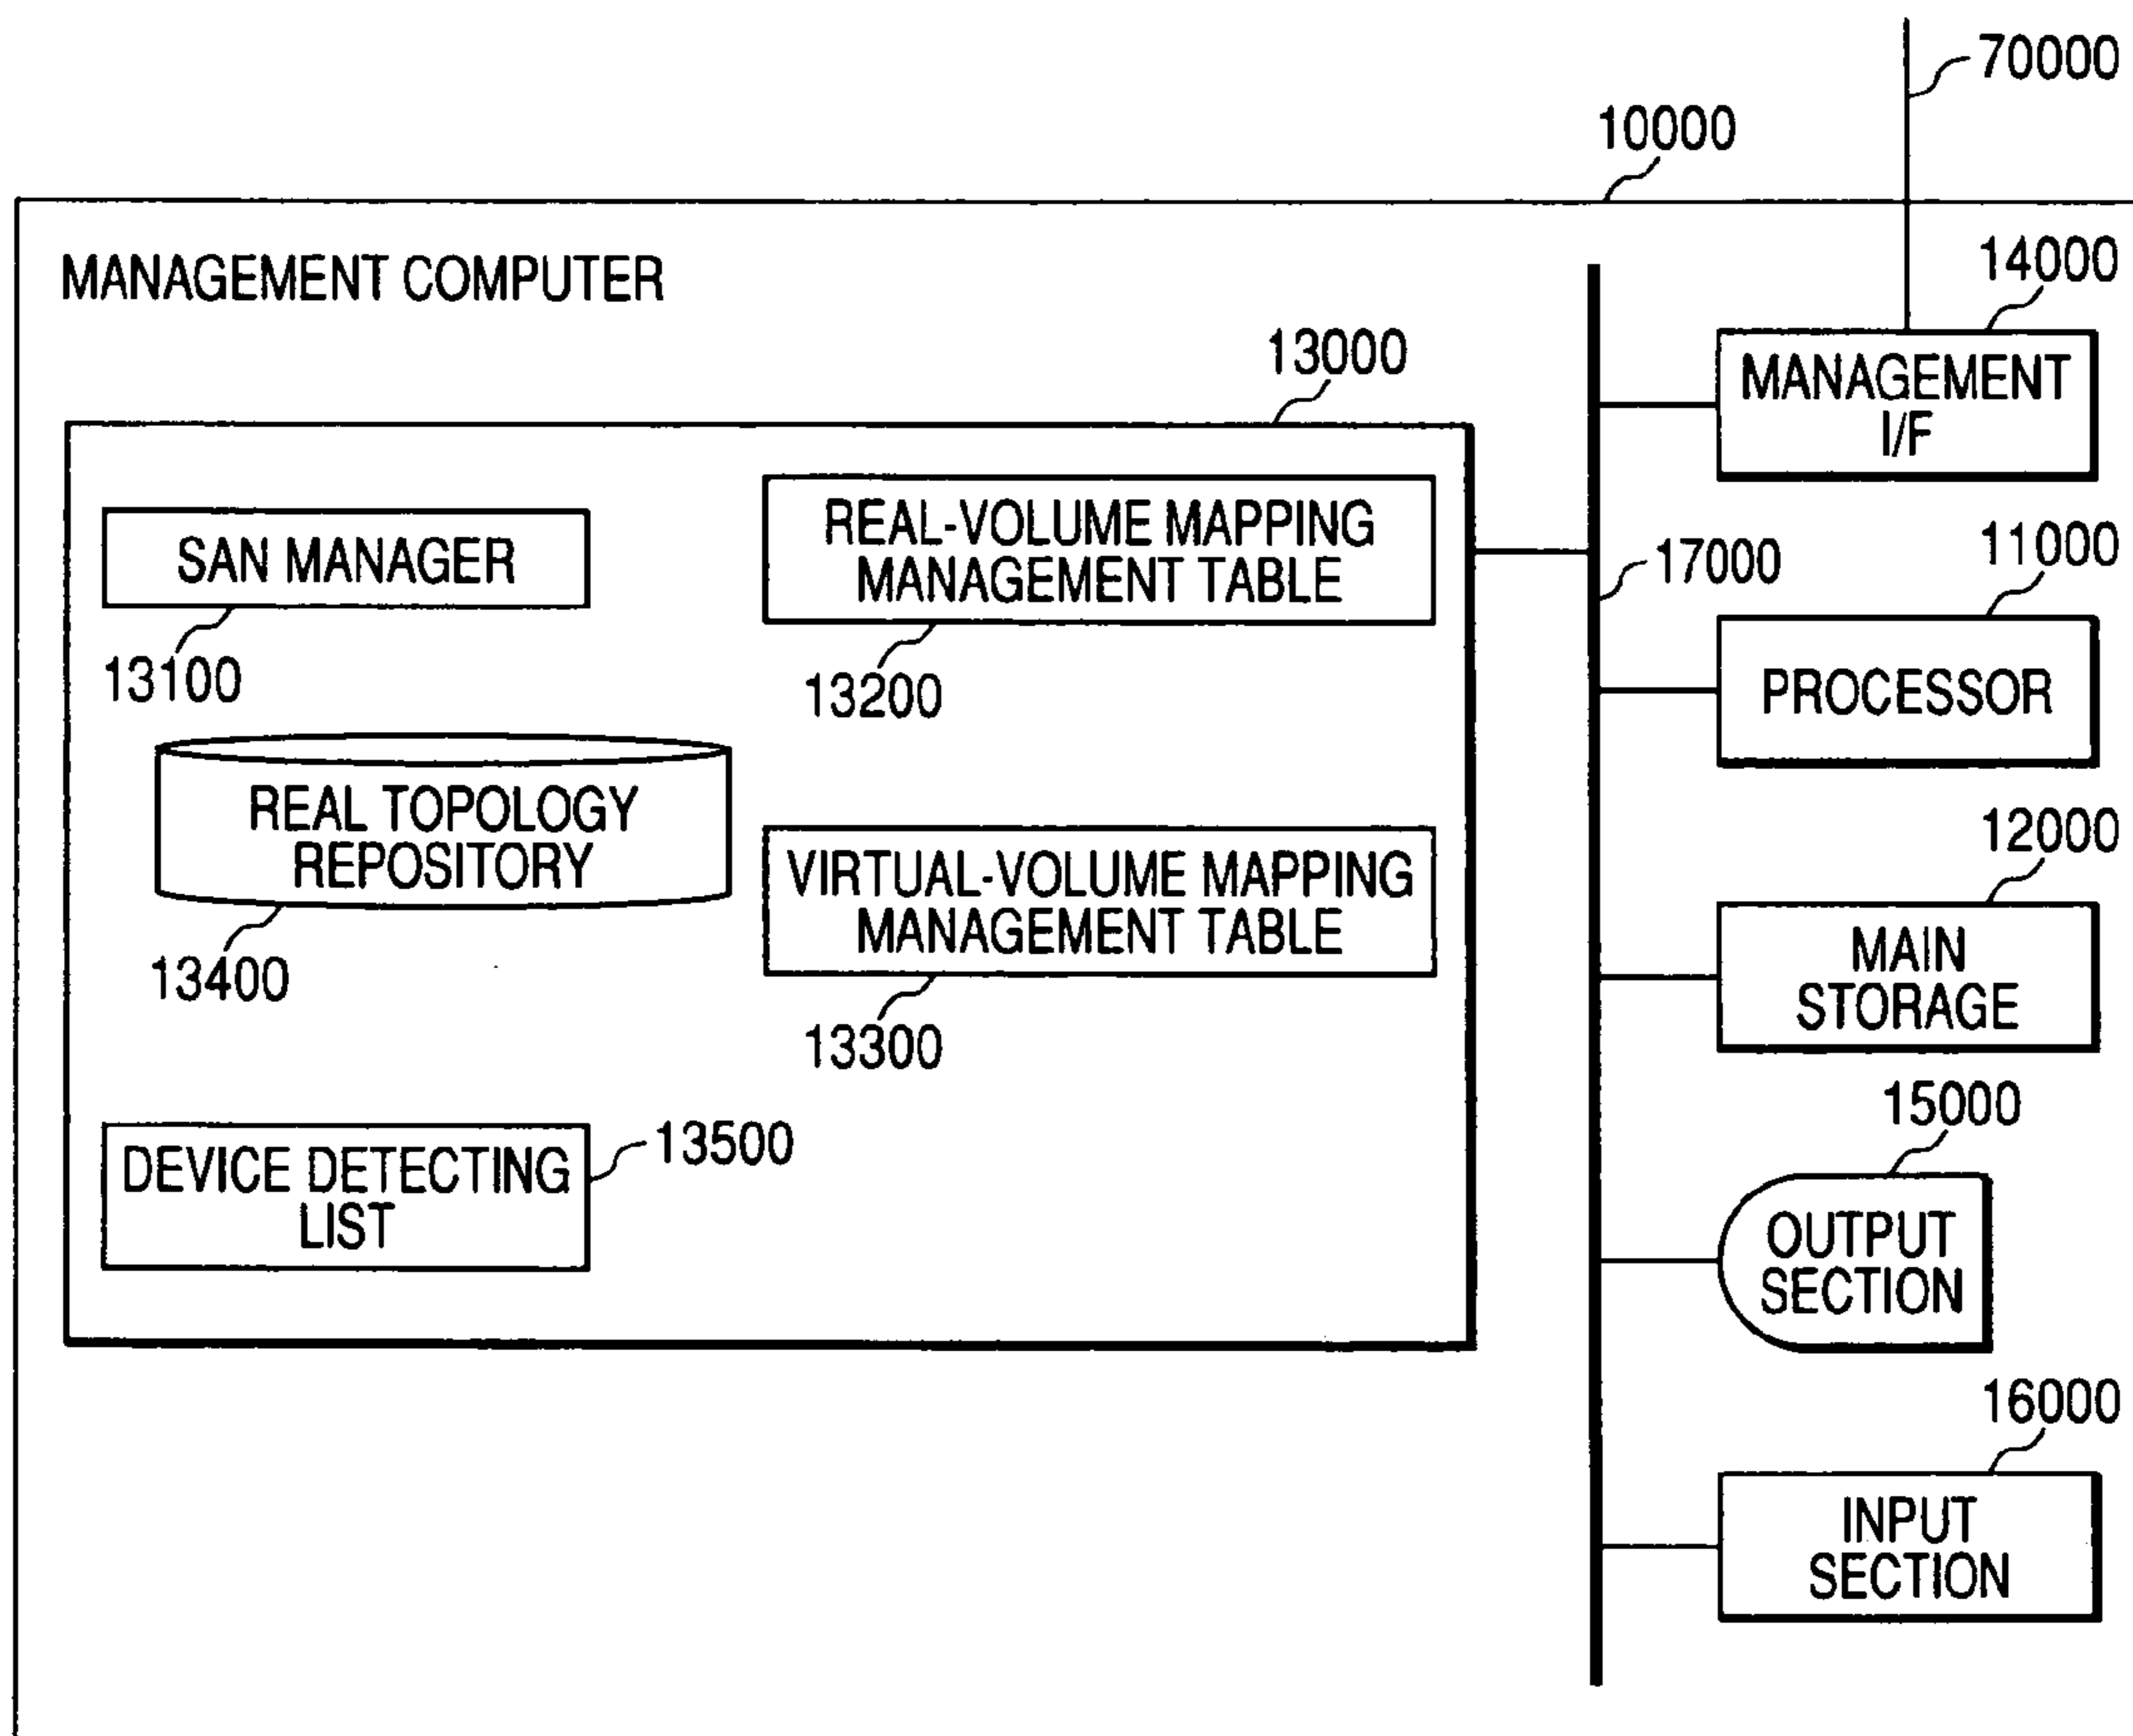 70000
10000
MANAGEMENT COMPUTER
14000
MANAGEMENT
I/F
13000
SAN MANAGER
13100
REAL-VOLUME MAPPING
MANAGEMENT TABLE
13200
17000
11000
PROCESSOR
REAL TOPOLOGY
REPOSITORY
13400
VIRTUAL-VOLUME MAPPING
MANAGEMENT TABLE
13300
12000
MAIN
STORAGE
DEVICE DETECTING
LIST
13500
15000
OUTPUT
SECTION
16000
INPUT
SECTION